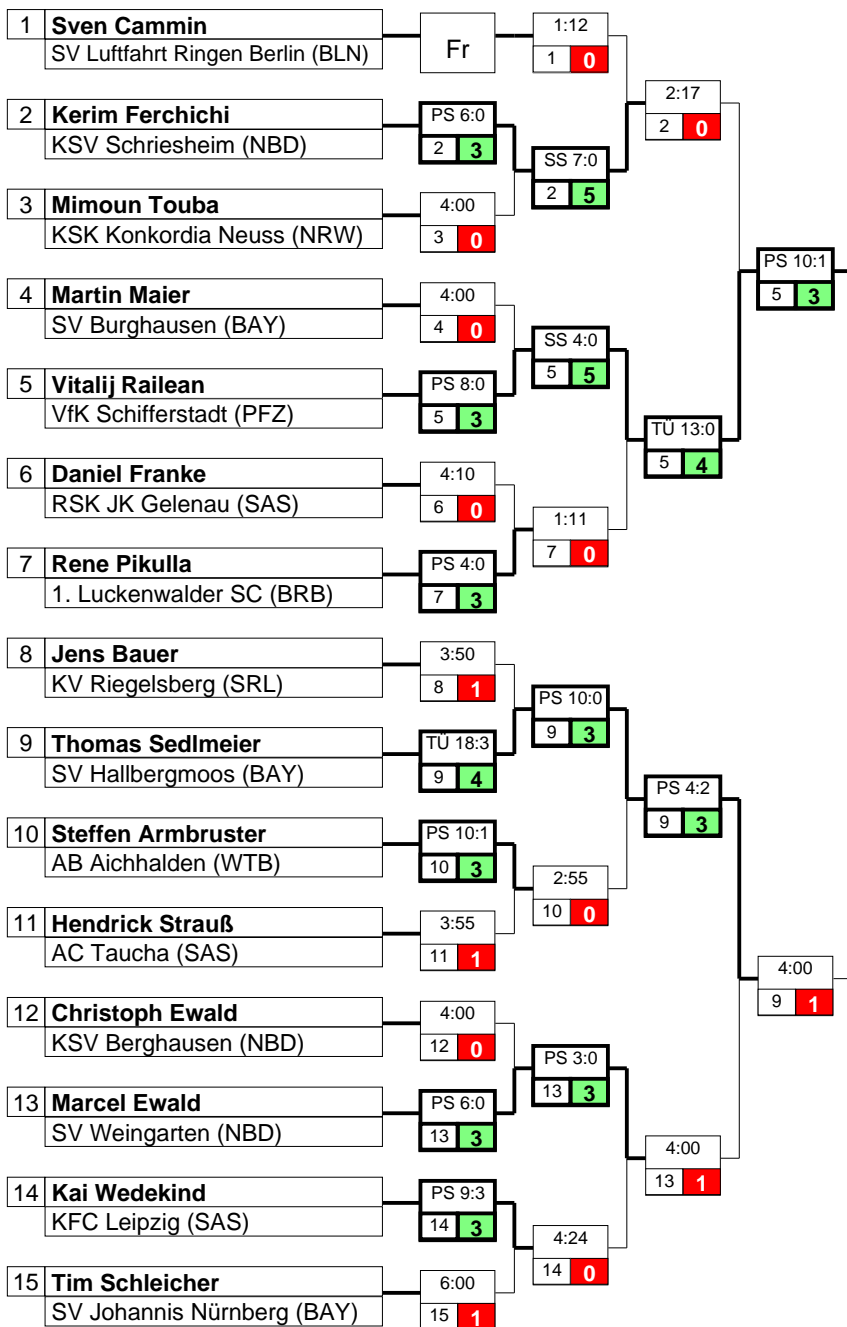 1 Sven Cammin
SV Luftfahrt Ringen Berlin (BLN)
Fr
1:12
1 0
2:17
2 0
2 Kerim Ferchichi
KSV Schriesheim (NBD)
PS 6:0
2 3
SS 7:0
2 5
3 Mimoun Touba
KSK Konkordia Neuss (NRW)
4:00
3 0
PS 10:1
5 3
4 Martin Maier
SV Burghausen (BAY)
4:00
4 0
SS 4:0
5 5
5 Vitalij Railean
VfK Schifferstadt (PFZ)
PS 8:0
5 3
TÜ 13:0
5 4
6 Daniel Franke
RSK JK Gelenau (SAS)
4:10
6 0
1:11
7 0
7 Rene Pikulla
1. Luckenwalder SC (BRB)
PS 4:0
7 3
8 Jens Bauer
KV Riegelsberg (SRL)
3:50
8 1
PS 10:0
9 3
9 Thomas Sedlmeier
SV Hallbergmoos (BAY)
TÜ 18:3
9 4
PS 4:2
9 3
10 Steffen Armbruster
AB Aichhalden (WTB)
PS 10:1
10 3
2:55
10 0
11 Hendrick Strauß
AC Taucha (SAS)
3:55
11 1
4:00
9 1
12 Christoph Ewald
KSV Berghausen (NBD)
4:00
12 0
PS 3:0
13 3
13 Marcel Ewald
SV Weingarten (NBD)
PS 6:0
13 3
4:00
13 1
14 Kai Wedekind
KFC Leipzig (SAS)
PS 9:3
14 3
4:24
14 0
15 Tim Schleicher
SV Johannis Nürnberg (BAY)
6:00
15 1